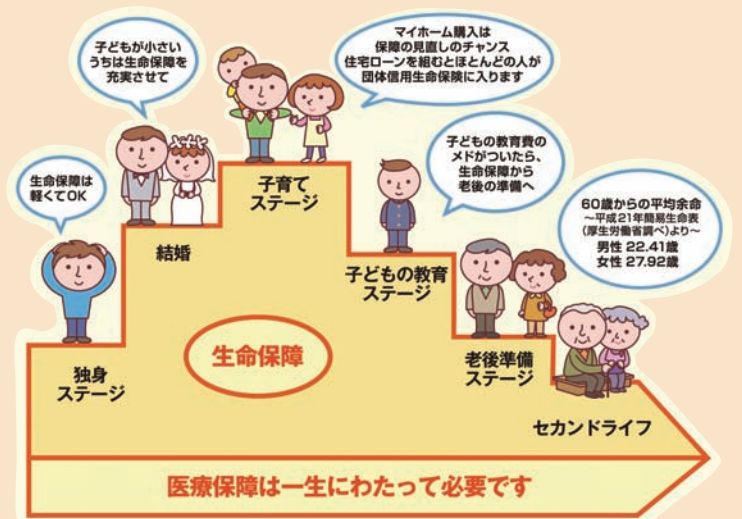 子どもが小さい
うちは生命保障を
充実させて
マイホーム購入は
保障の見直しのチャンス
住宅ローンを組むとほとんどの人が
団体信用生命保険に入ります
生命保障は
軽くてOK
子どもの教育費の
メドがついたら、
生命保障から
老後の準備へ
60歳からの平均余命
~平成21年簡易生命表
(厚生労働省調べ)より~
男性 22.41歳
女性 27.92歳
独身
ステージ
結婚
子育て
ステージ
子どもの教育
ステージ
老後準備
ステージ
セカンドライフ
生命保障
医療保障は一生にわたって必要です